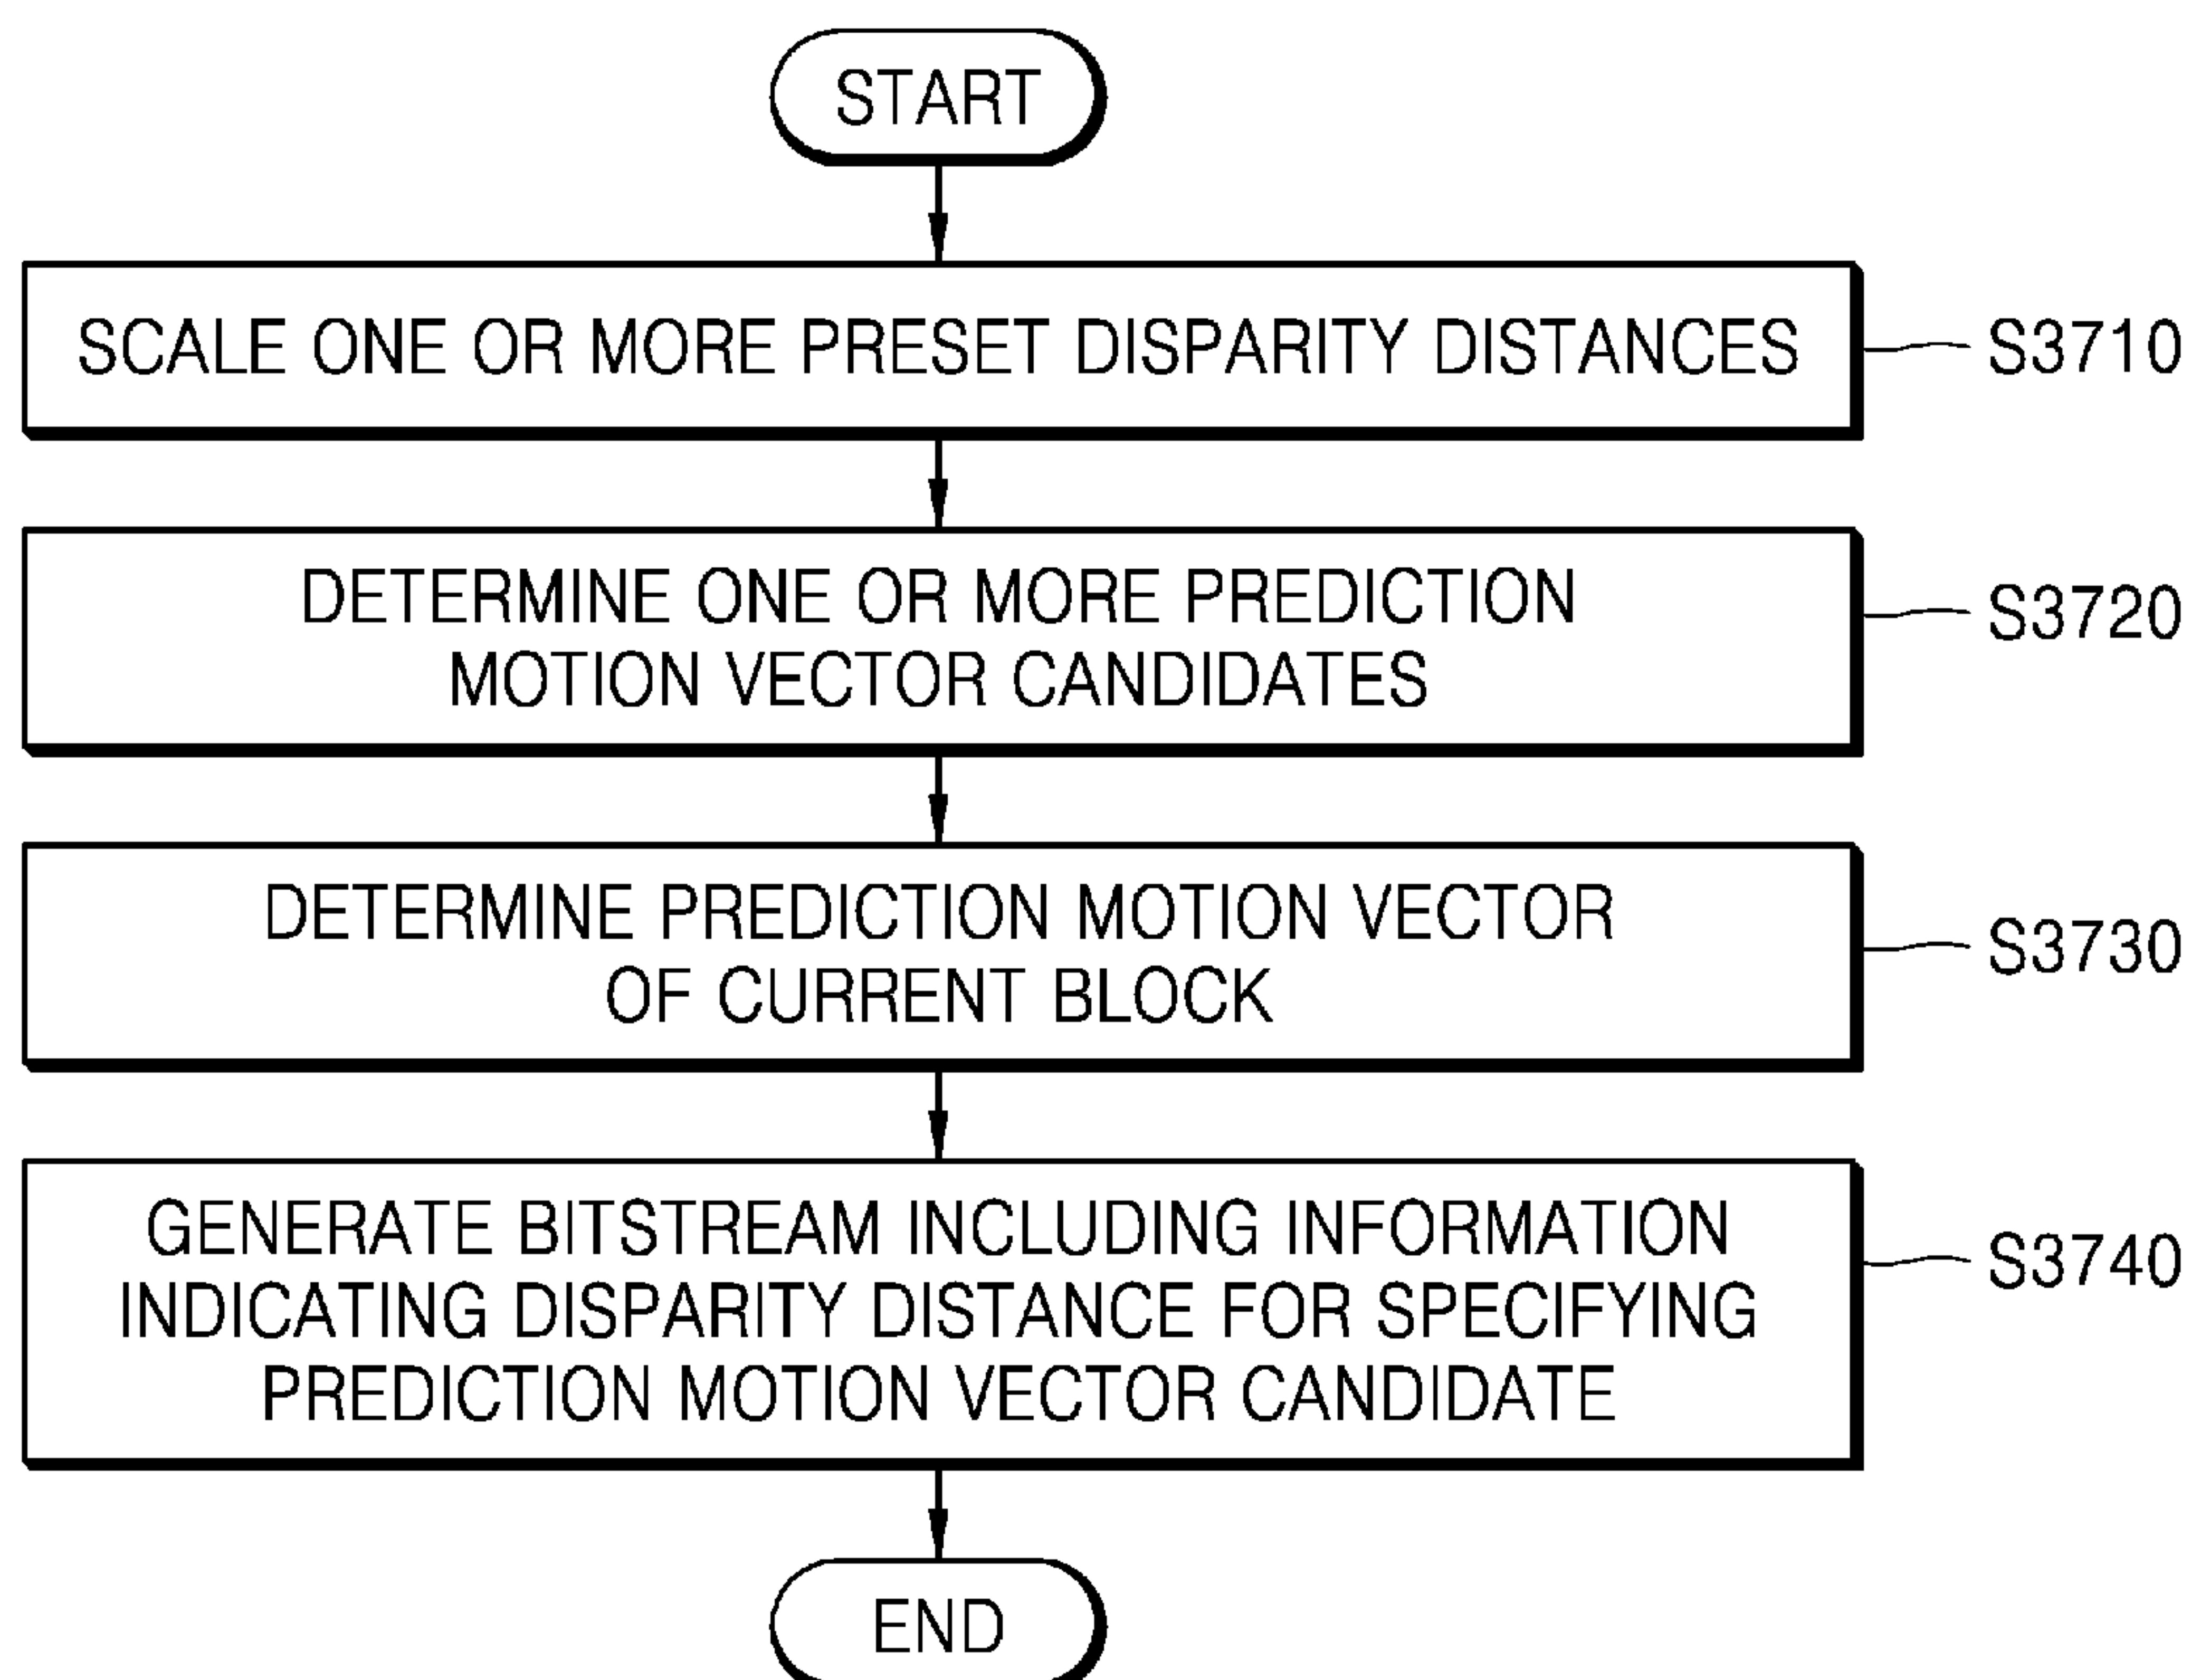 START
SCALE ONE OR MORE PRESET DISPARITY DISTANCES
S3710
DETERMINE ONE OR MORE PREDICTION
MOTION VECTOR CANDIDATES
S3720
DETERMINE PREDICTION MOTION VECTOR
OF CURRENT BLOCK
S3730
GENERATE BITSTREAM INCLUDING INFORMATION
INDICATING DISPARITY DISTANCE FOR SPECIFYING
PREDICTION MOTION VECTOR CANDIDATE
S3740
END